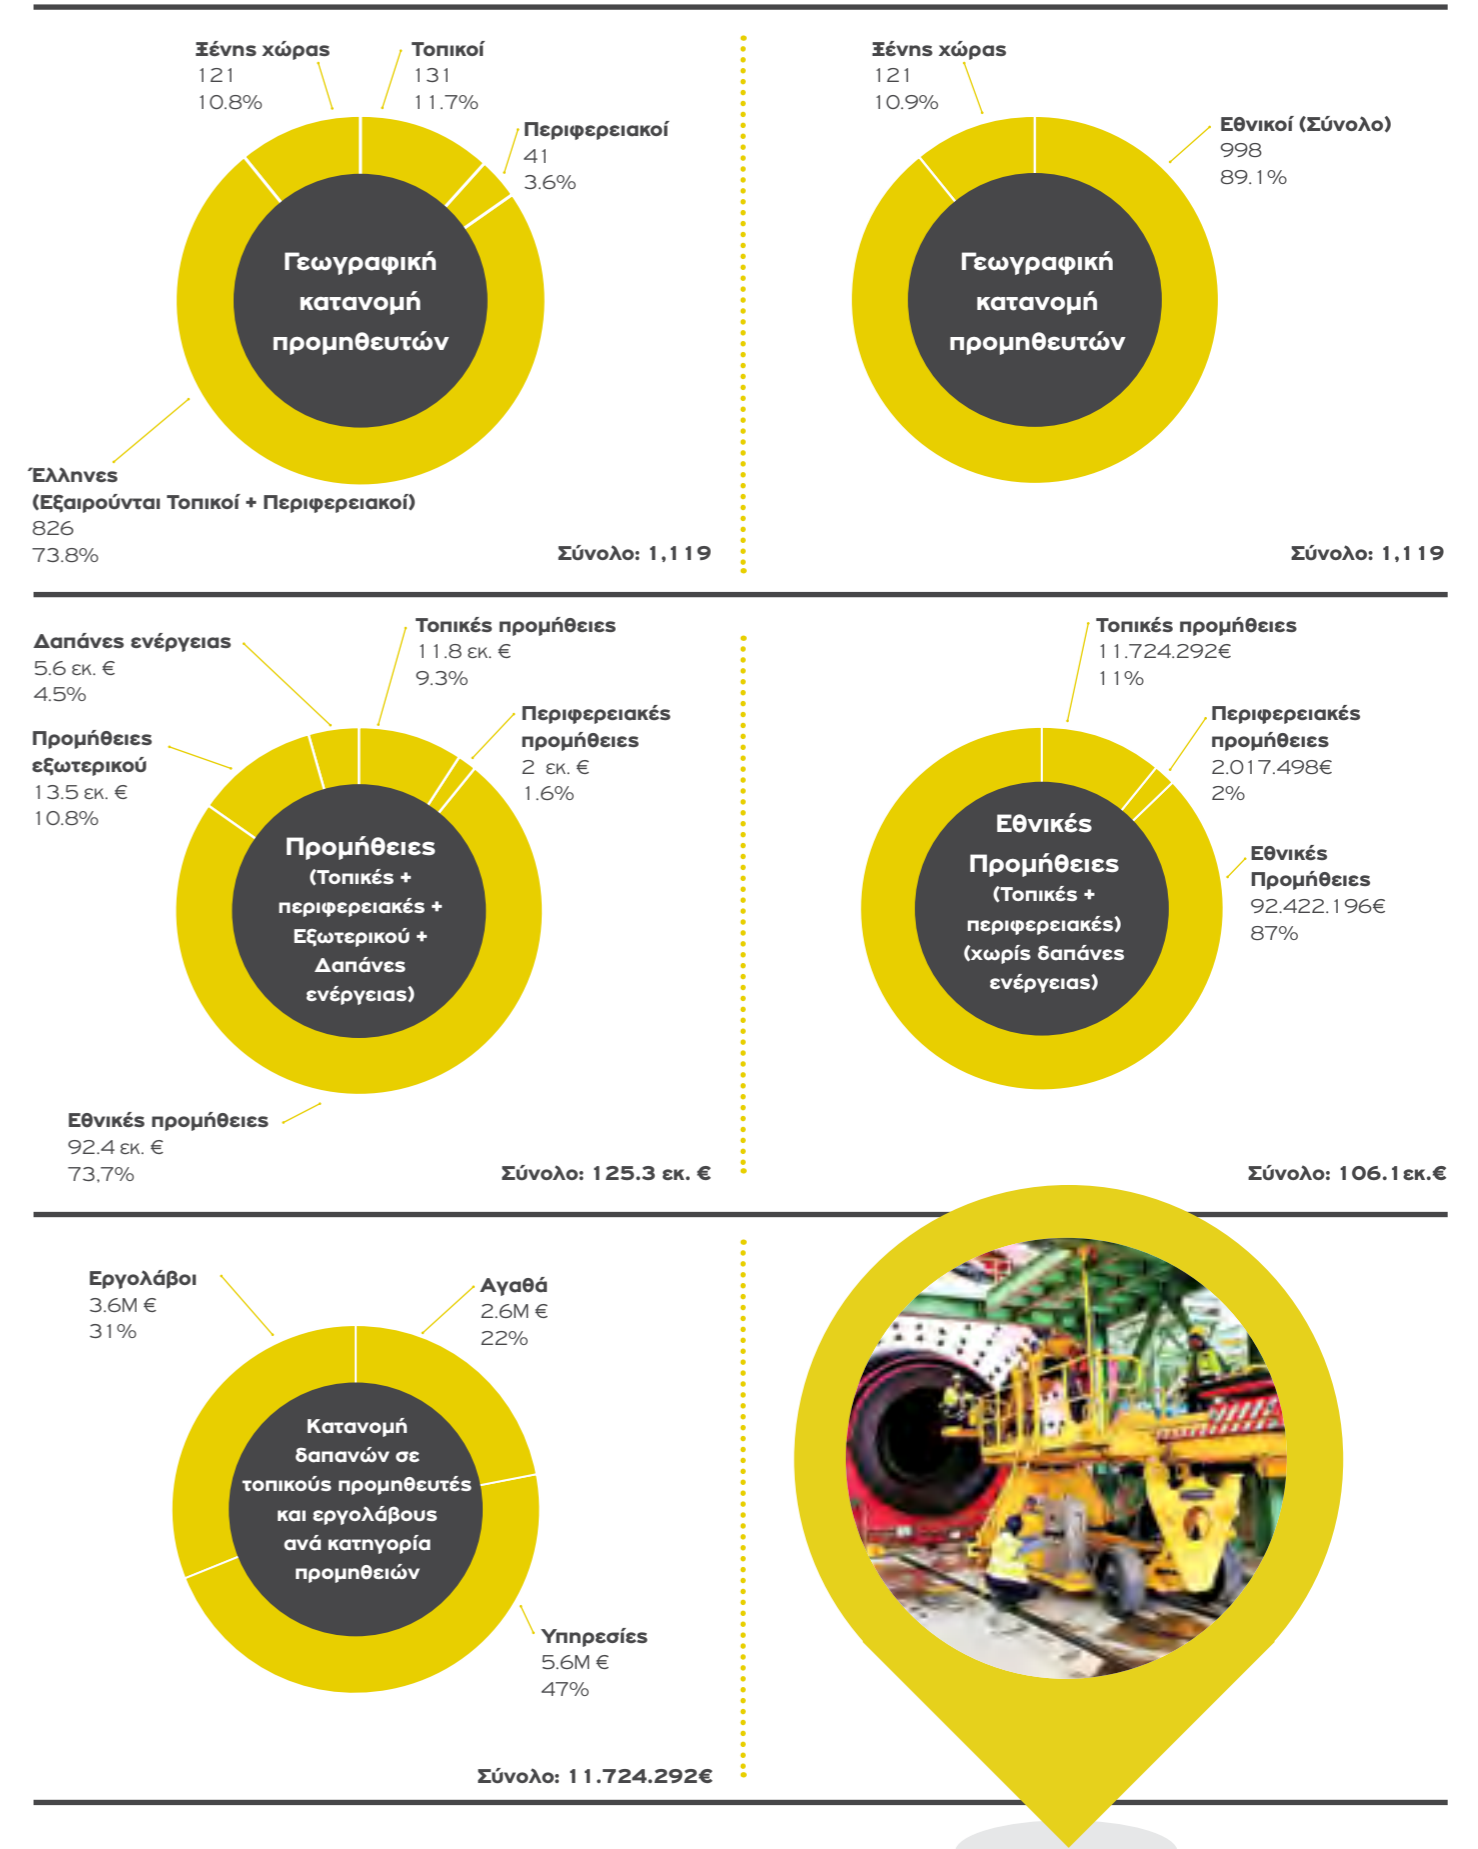 Ξένης χώρας
121
10.8%
Τοπικοί
131
11.7%
Περιφερειακοί
41
3.6%
Γεωγραφική
κατανομή
προμηθευτών
Έλληνες
(Εξαιρούνται Τοπικοί + Περιφερειακοί)
826
73.8%
Σύνολο: 1,119
Ξένης χώρας
121
10.9%
Εθνικοί (Σύνολο)
998
89.1%
Γεωγραφική
κατανομή
προμηθευτών
Σύνολο: 1,119
Δαπάνες ενέργειας
5.6 εκ. €
4.5%
Τοπικές προμήθειες
11.8 εκ. €
9.3%
Περιφερειακές
προμήθειες
2 εκ. €
1.6%
Προμήθειες
εξωτερικού
13.5 εκ. €
10.8%
Προμήθειες
(Τοπικές +
περιφερειακές +
Εξωτερικού +
Δαπάνες
ενέργειας)
Εθνικές προμήθειες
92.4 εκ. €
73,7%
Σύνολο: 125.3 εκ. €
Τοπικές προμήθειες
11.724.292€
11%
Περιφερειακές
προμήθειες
2.017.498€
2%
Εθνικές
Προμήθειες
92.422.196€
87%
Εθνικές
Προμήθειες
(Τοπικές +
περιφερειακές)
(χωρίς δαπάνες
ενέργειας)
Σύνολο: 106.1εκ.€
Εργολάβοι
3.6M €
31%
Αγαθά
2.6M €
22%
Κατανομή
δαπανών σε
τοπικούς προμηθευτές
και εργολάβους
ανά κατηγορία
προμηθειών
Υπηρεσίες
5.6M €
47%
Σύνολο: 11.724.292€